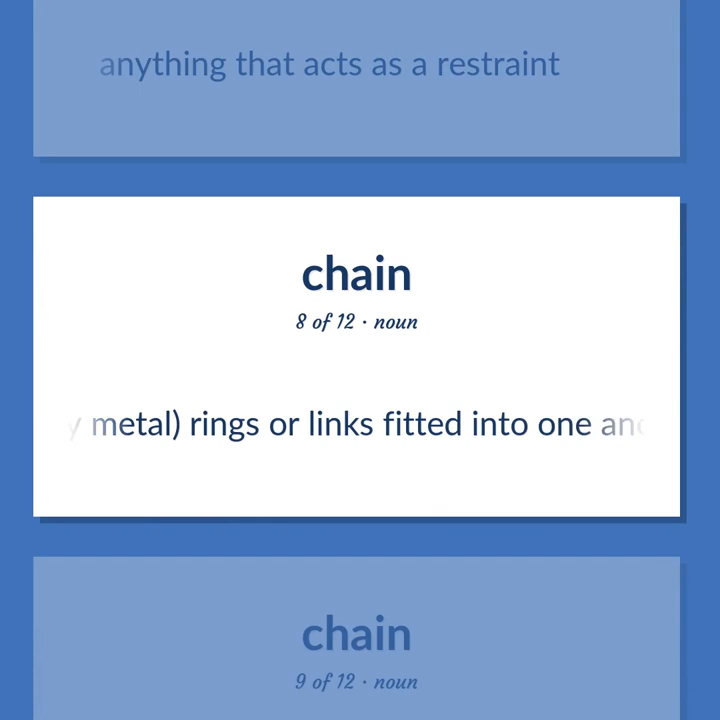 anything that acts as a restraint
chain
8 of 12 · noun
y metal) rings or links fitted into one
chain
9 of 12 · noun